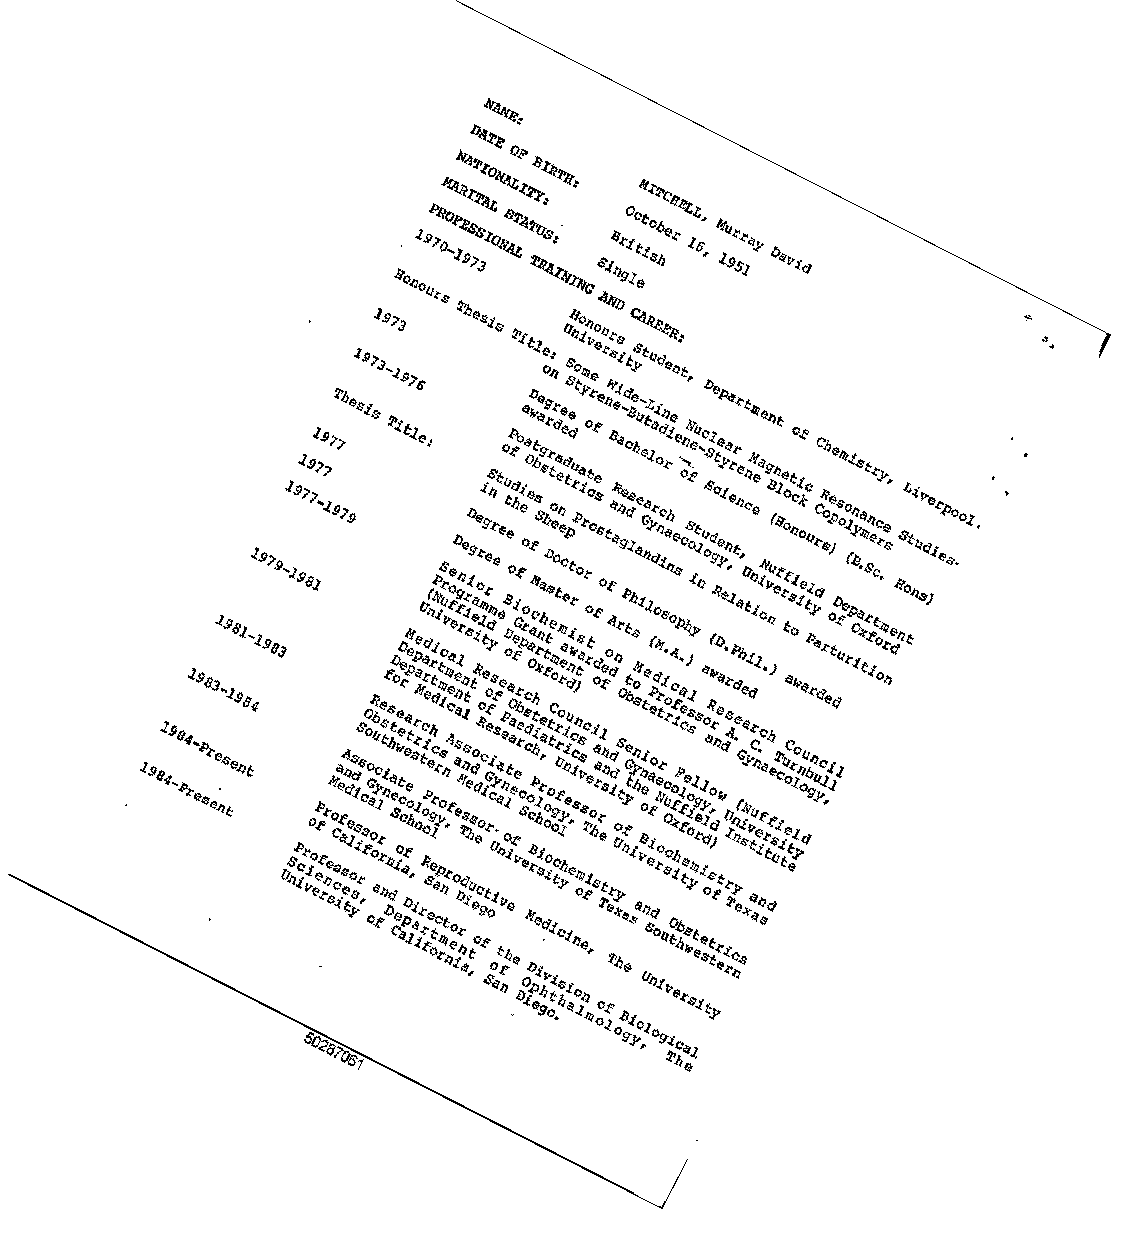 NAME: MITCHELL, Murray David
DATE OF BIRTH: October 16, 1951
NATIONALITY: British
MARITAL STATUS: Single
PROFESSIONAL TRAINING AND CAREER:
1970-1973 Honours Student, Department of Chemistry, Liverpool.
University
Honours Thesis Title: Some Wide-Line Nuclear Magnetic Resonance Studies
on Styrene-Butadiene-Styrene Block Copolymers
1973 Degree of Bachelor of Science (Honours) (B.Sc. Hons)
awarded
1973-1976 Postgraduate Research Student, Nuffield Department
of Obstetrics and Gynaecology, University of Oxford
Thesis Title: Studies on Prostaglandins in Relation to Parturition
in the Sheep
1977 Degree of Doctor of Philosophy (D.Phil.) awarded
1977 Degree of Master of Arts (M.A.) awarded
1977-1979 Senior Biochemist on Medical Research Council
Programme Grant awarded to Professor A. C. Turnbull
(Nuffield Department of Obstetrics and Gynaecology,
University of Oxford)
1979-1981 Medical Research Council Senior Fellow (Nuffield
Department of Obstetrics and Gynaecology, University
Department of Paediatrics and the Nuffield Institute
for Medical Research, University of Oxford)
1981-1983 Research Associate Professor of Biochemistry and
Obstetrics and Gynecology, The University of Texas
Southwestern Medical School
1983-1984 Associate Professor of Biochemistry and Obstetrics
and Gynecology, The University of Texas Southwestern
Medical School
1984-Present Professor of Reproductive Medicine, The University
of California, San Diego
1984-Present Professor and Director of the Division of Biological
Sciences, Department of Ophthalmology, The
University of California, San Diego.
50287061